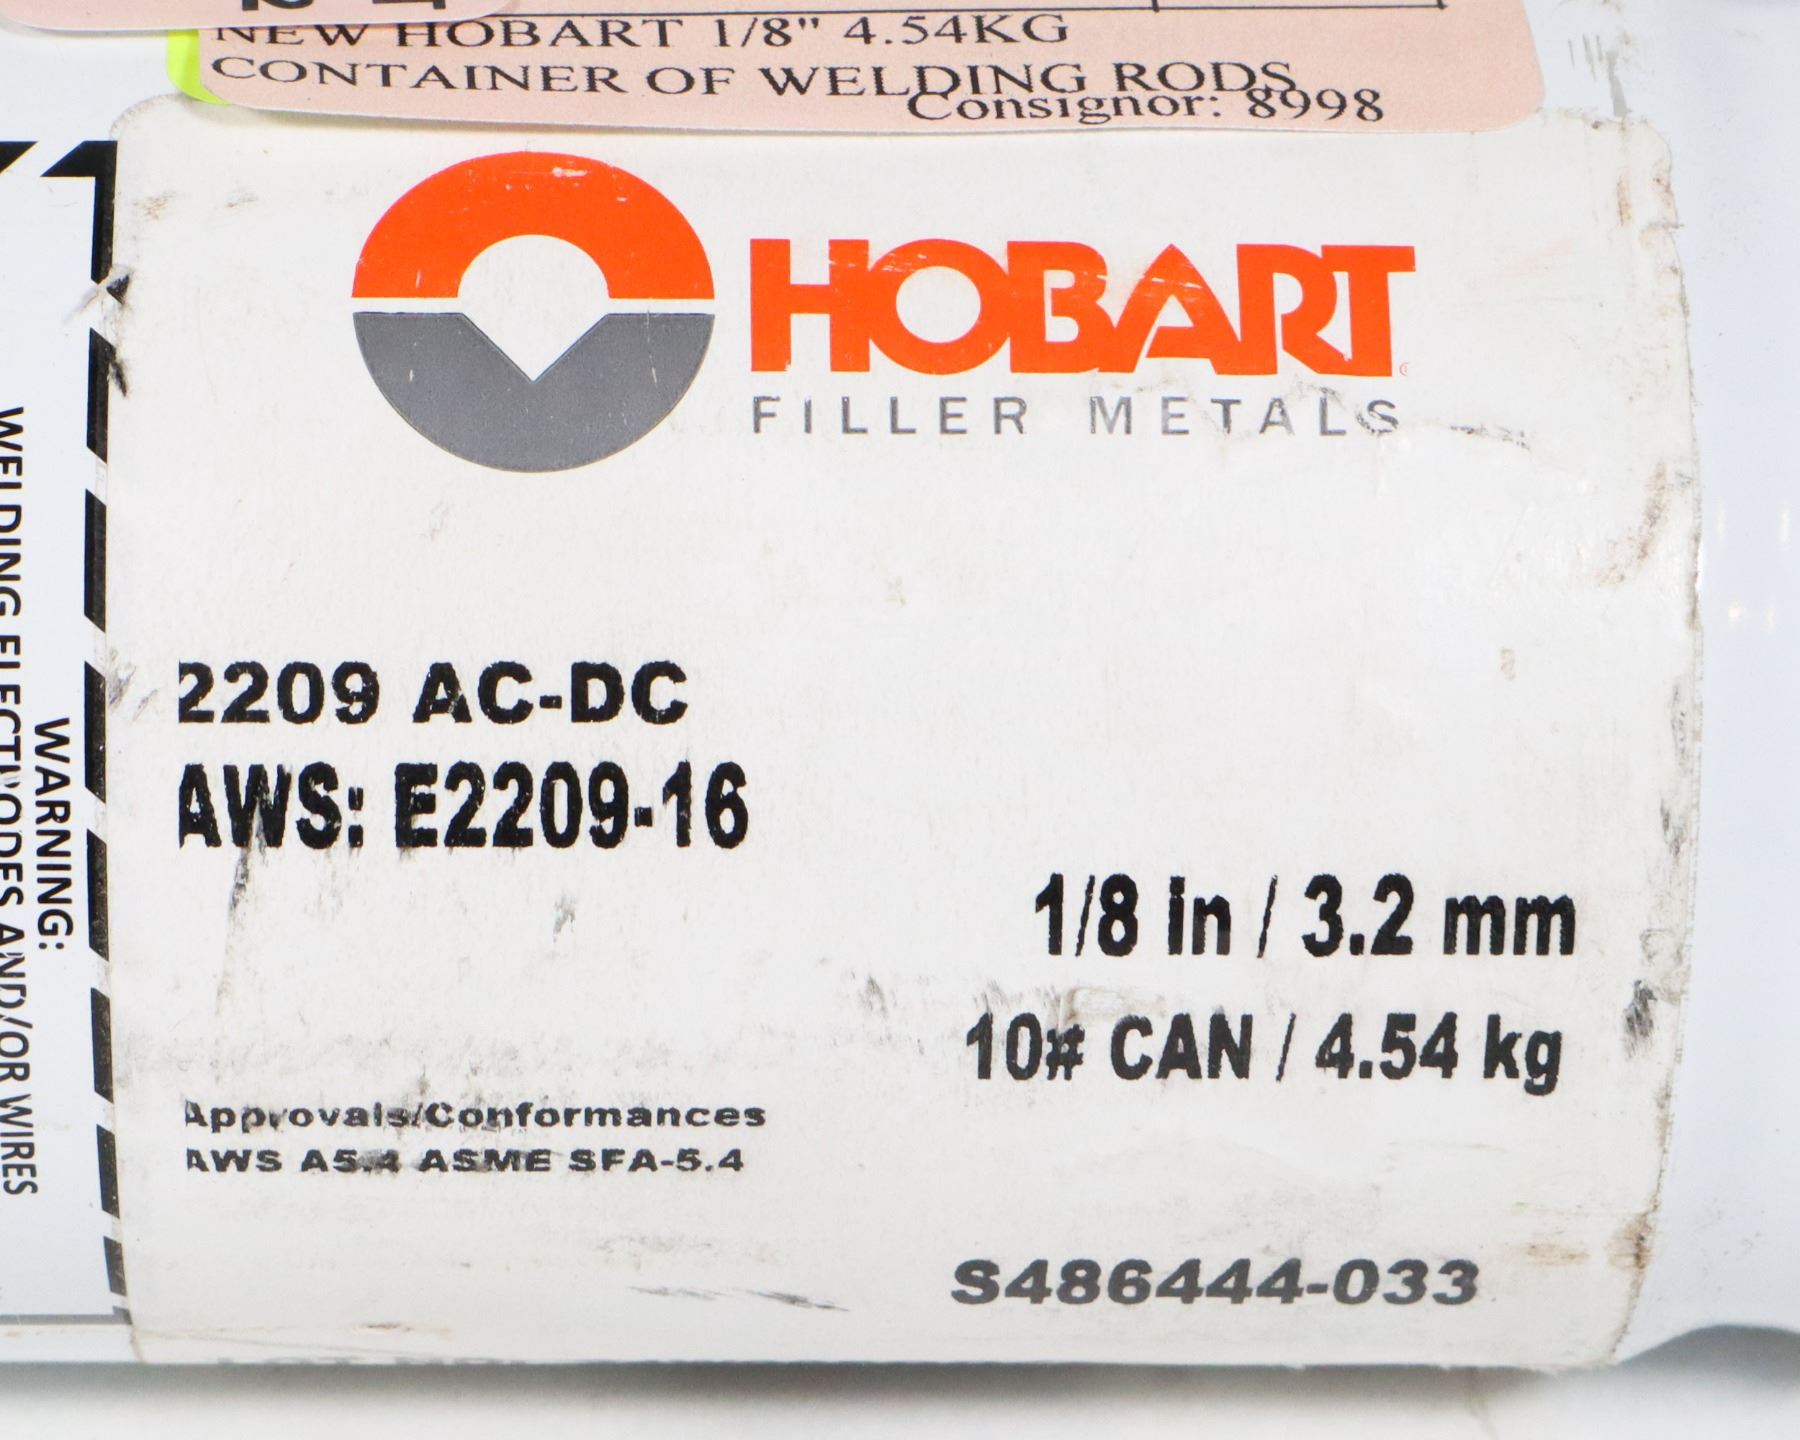 NEW HOBART 1/8" 4.54KG
CONTAINER OF WELDING RODS
Consignor: 8998
HOBART
FILLER METALS
2209 AC-DC
AWS: E2209-16
1/8 in / 3.2 mm
10# CAN / 4.54 kg
Approvals/Conformances
AWS A5.4 ASME SFA-5.4
S486444-033
WARNING:
WELDING ELECTRODES AND/OR WIRES